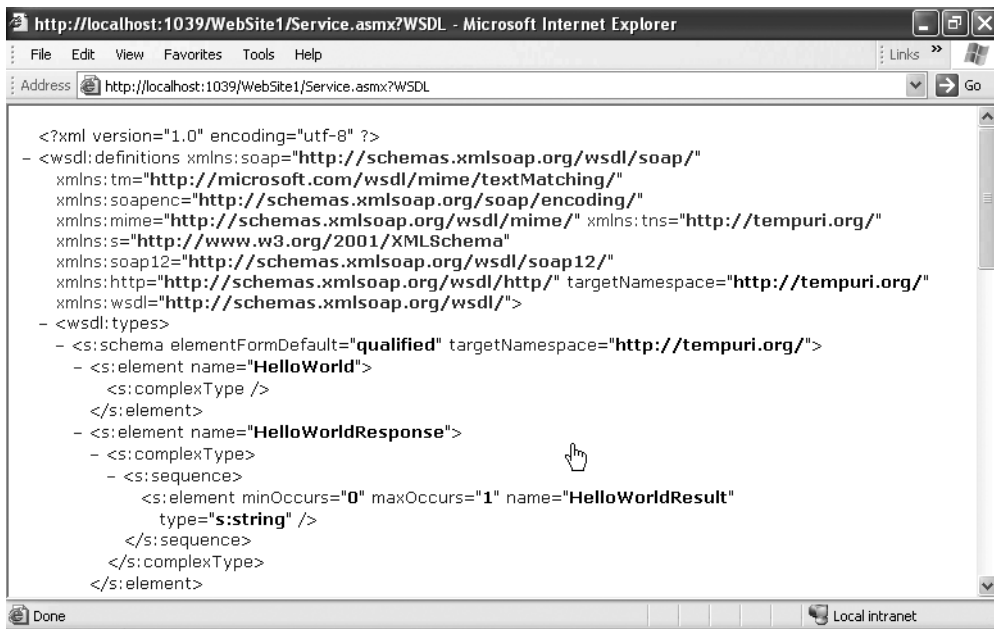 http://localhost:1039/WebSite1/Service.asmx?WSDL - Microsoft Internet Explorer
File Edit View Favorites Tools Help Links »
Address http://localhost:1039/WebSite1/Service.asmx?WSDL Go
<?xml version="1.0" encoding="utf-8" ?>
- <wsdl:definitions xmlns:soap="http://schemas.xmlsoap.org/wsdl/soap/"
xmlns:tm="http://microsoft.com/wsdl/mime/textMatching/"
xmlns:soapenc="http://schemas.xmlsoap.org/soap/encoding/"
xmlns:mime="http://schemas.xmlsoap.org/wsdl/mime/" xmlns:tns="http://tempuri.org/"
xmlns:s="http://www.w3.org/2001/XMLSchema"
xmlns:soap12="http://schemas.xmlsoap.org/wsdl/soap12/"
xmlns:http="http://schemas.xmlsoap.org/wsdl/http/" targetNamespace="http://tempuri.org/"
xmlns:wsdl="http://schemas.xmlsoap.org/wsdl/">
- <wsdl:types>
- <s:schema elementFormDefault="qualified" targetNamespace="http://tempuri.org/">
- <s:element name="HelloWorld">
<s:complexType />
</s:element>
- <s:element name="HelloWorldResponse">
- <s:complexType>
- <s:sequence>
<s:element minOccurs="0" maxOccurs="1" name="HelloWorldResult"
type="s:string" />
</s:sequence>
</s:complexType>
</s:element>
Done Local intranet